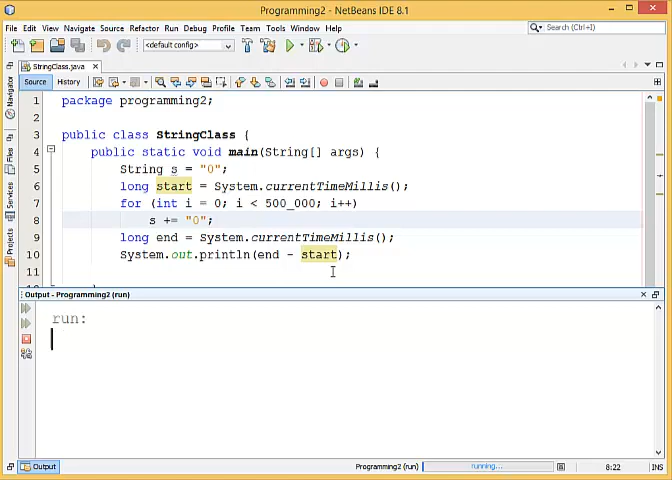 Programming2 - NetBeans IDE 8.1
File Edit View Navigate Source Refactor Run Debug Profile Team Tools Window Help
Search (Ctrl+I)
<default config>
StringClass.java
Source History
1 package programming2;
2
3 public class StringClass {
4 public static void main(String[] args) {
5 String s = "0";
6 long start = System.currentTimeMillis();
7 for (int i = 0; i < 500_000; i++)
8 s += "0";
9 long end = System.currentTimeMillis();
10 System.out.println(end - start);
11
Navigator
Files
Services
Projects
Output - Programming2 (run)
run:
Output
Programming2 (run) running... 8:22 INS